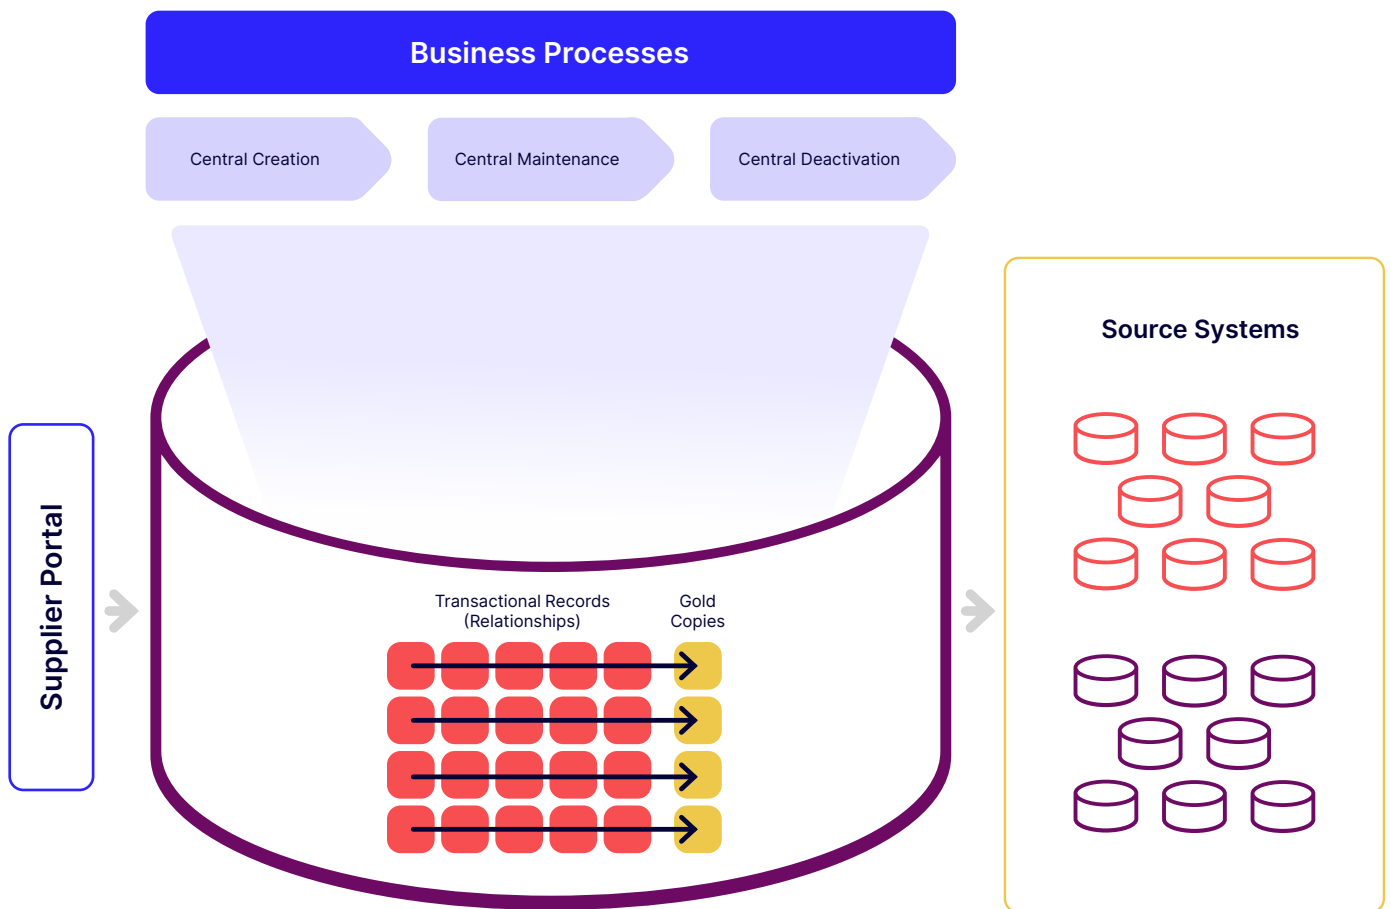 Business Processes
Central Creation
Central Maintenance
Central Deactivation
Source Systems
Supplier Portal
Transactional Records
(Relationships)
Gold
Copies